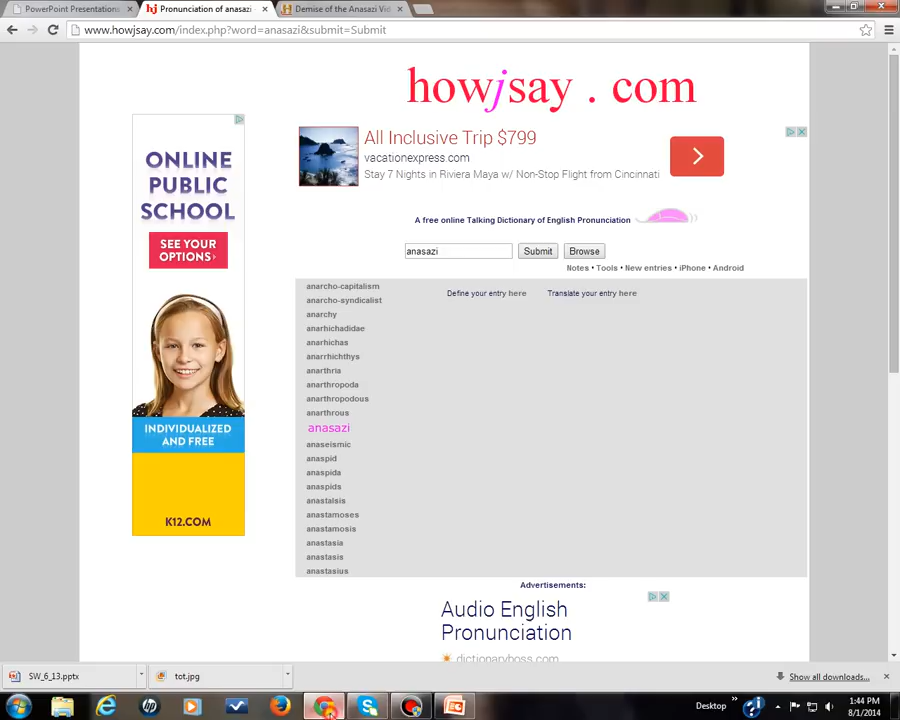 PowerPoint Presentations
Pronunciation of anasazi
Demise of the Anasazi Vid
www.howjsay.com/index.php?word=anasazi&submit=Submit
howjsay . com
ONLINE
PUBLIC
SCHOOL
SEE YOUR
OPTIONS›
INDIVIDUALIZED
AND FREE
K12.COM
All Inclusive Trip $799
vacationexpress.com
Stay 7 Nights in Riviera Maya w/ Non-Stop Flight from Cincinnati
A free online Talking Dictionary of English Pronunciation
anasazi Submit Browse
Notes • Tools • New entries • iPhone • Android
Define your entry here Translate your entry here
anarcho-capitalism
anarcho-syndicalist
anarchy
anarhichadidae
anarhichas
anarrhichthys
anarthria
anarthropoda
anarthropodous
anarthrous
anasazi
anaseismic
anaspid
anaspida
anaspids
anastalsis
anastamoses
anastamosis
anastasia
anastasis
anastasius
Advertisements:
Audio English
Pronunciation
dictionaryboss.com
SW_6_13.pptx
tot.jpg
Show all downloads...
hp
Desktop
1:44 PM
8/1/2014